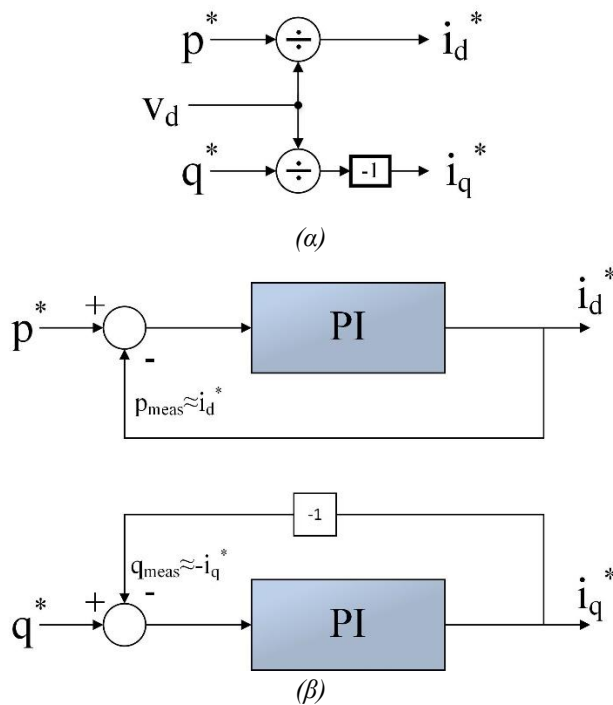 p* ÷ i_d*
v_d
q* ÷ -1 i_q*
(α)
+ PI i_d*
p*
-
p_meas≈i_d*
-1
q_meas≈-i_q*
+ - PI i_q*
q*
(β)